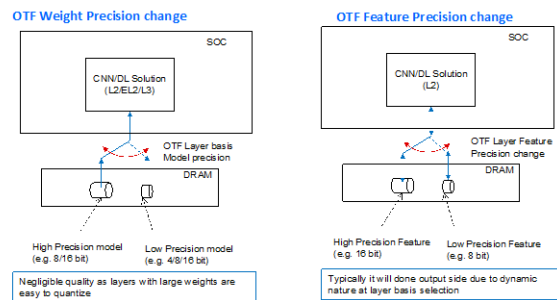 OTF Weight Precision change
SOC
CNN/DL Solution
(L2/EL2/L3)
OTF Layer basis
Model precision
DRAM
High Precision model
(e.g. 8/16 bit)
Low Precision model
(e.g. 4/8/16 bit)
Negligible quality as layers with large weights are
easy to quantize
OTF Feature Precision change
SOC
CNN/DL Solution
(L2)
OTF Layer Feature
Precision change
DRAM
High Precision Feature
(e.g. 16 bit)
Low Precision Feature
(e.g. 8 bit)
Typically it will done output side due to dynamic
nature at layer basis selection